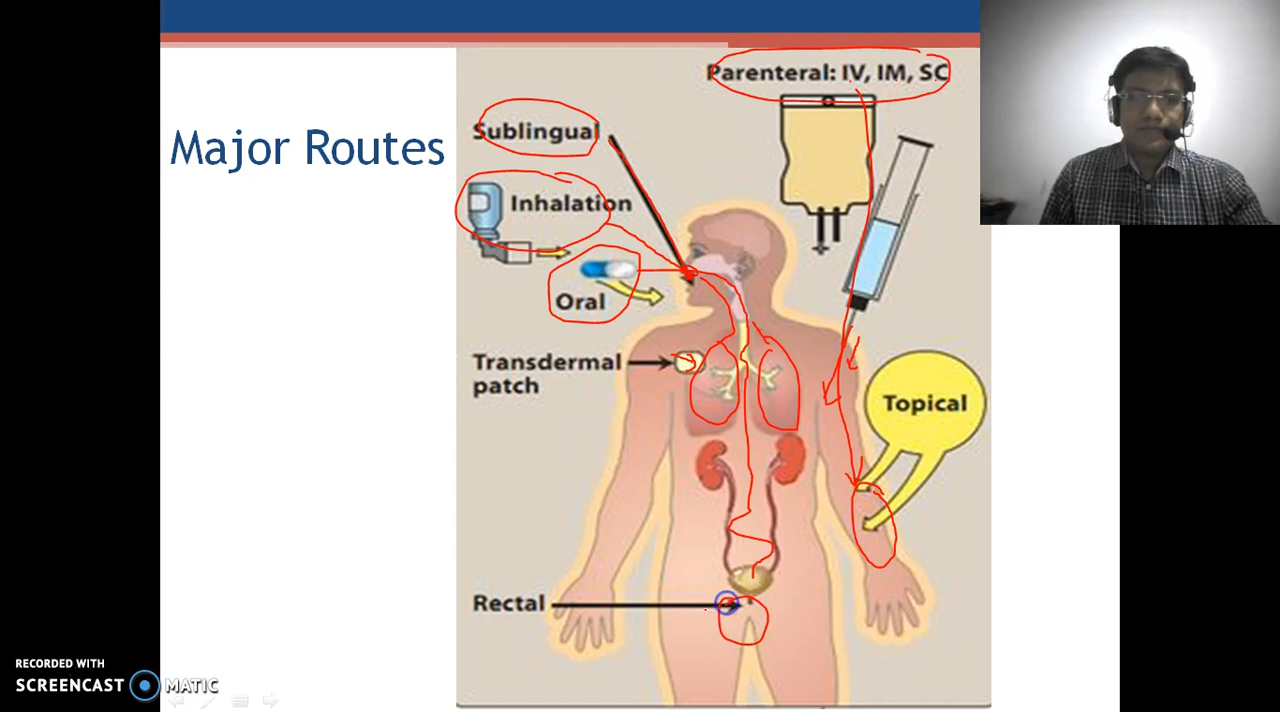 Major Routes
Parenteral: IV, IM, SC
Sublingual
Inhalation
Oral
Transdermal
patch
Topical
Rectal
RECORDED WITH
SCREENCAST MATIC